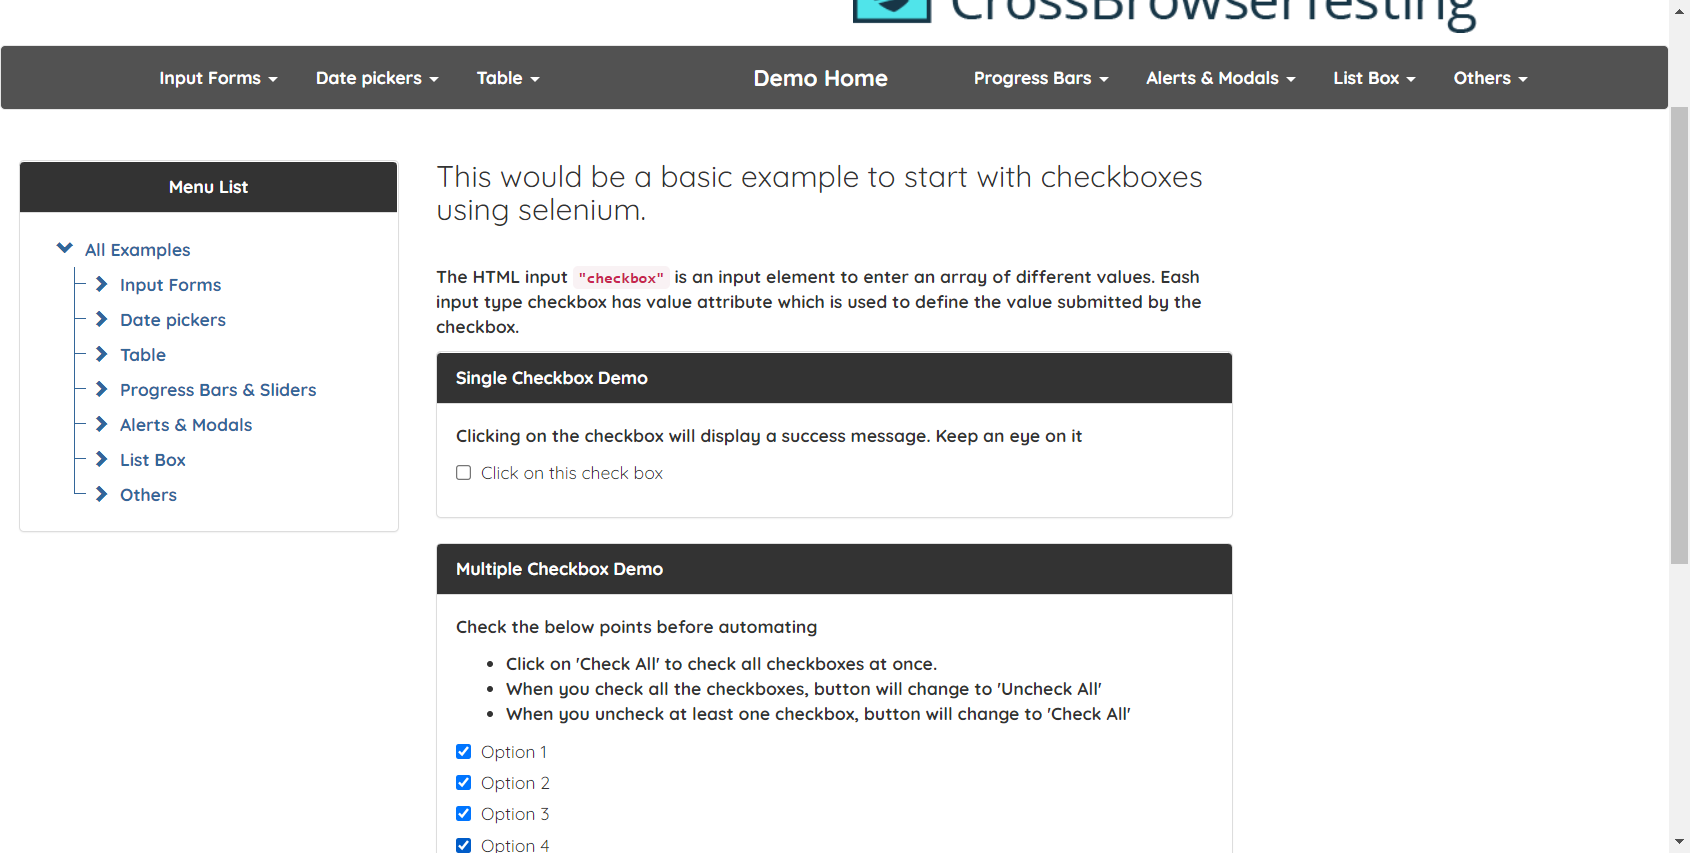 CrossBrowserTesting
Input Forms
Date pickers
Table
Demo Home
Progress Bars
Alerts & Modals
List Box
Others
Menu List
All Examples
Input Forms
Date pickers
Table
Progress Bars & Sliders
Alerts & Modals
List Box
Others
This would be a basic example to start with checkboxes
using selenium.
The HTML input "checkbox" is an input element to enter an array of different values. Eash
input type checkbox has value attribute which is used to define the value submitted by the
checkbox.
Single Checkbox Demo
Clicking on the checkbox will display a success message. Keep an eye on it
Click on this check box
Multiple Checkbox Demo
Check the below points before automating
• Click on 'Check All' to check all checkboxes at once.
• When you check all the checkboxes, button will change to 'Uncheck All'
• When you uncheck at least one checkbox, button will change to 'Check All'
Option 1
Option 2
Option 3
Option 4